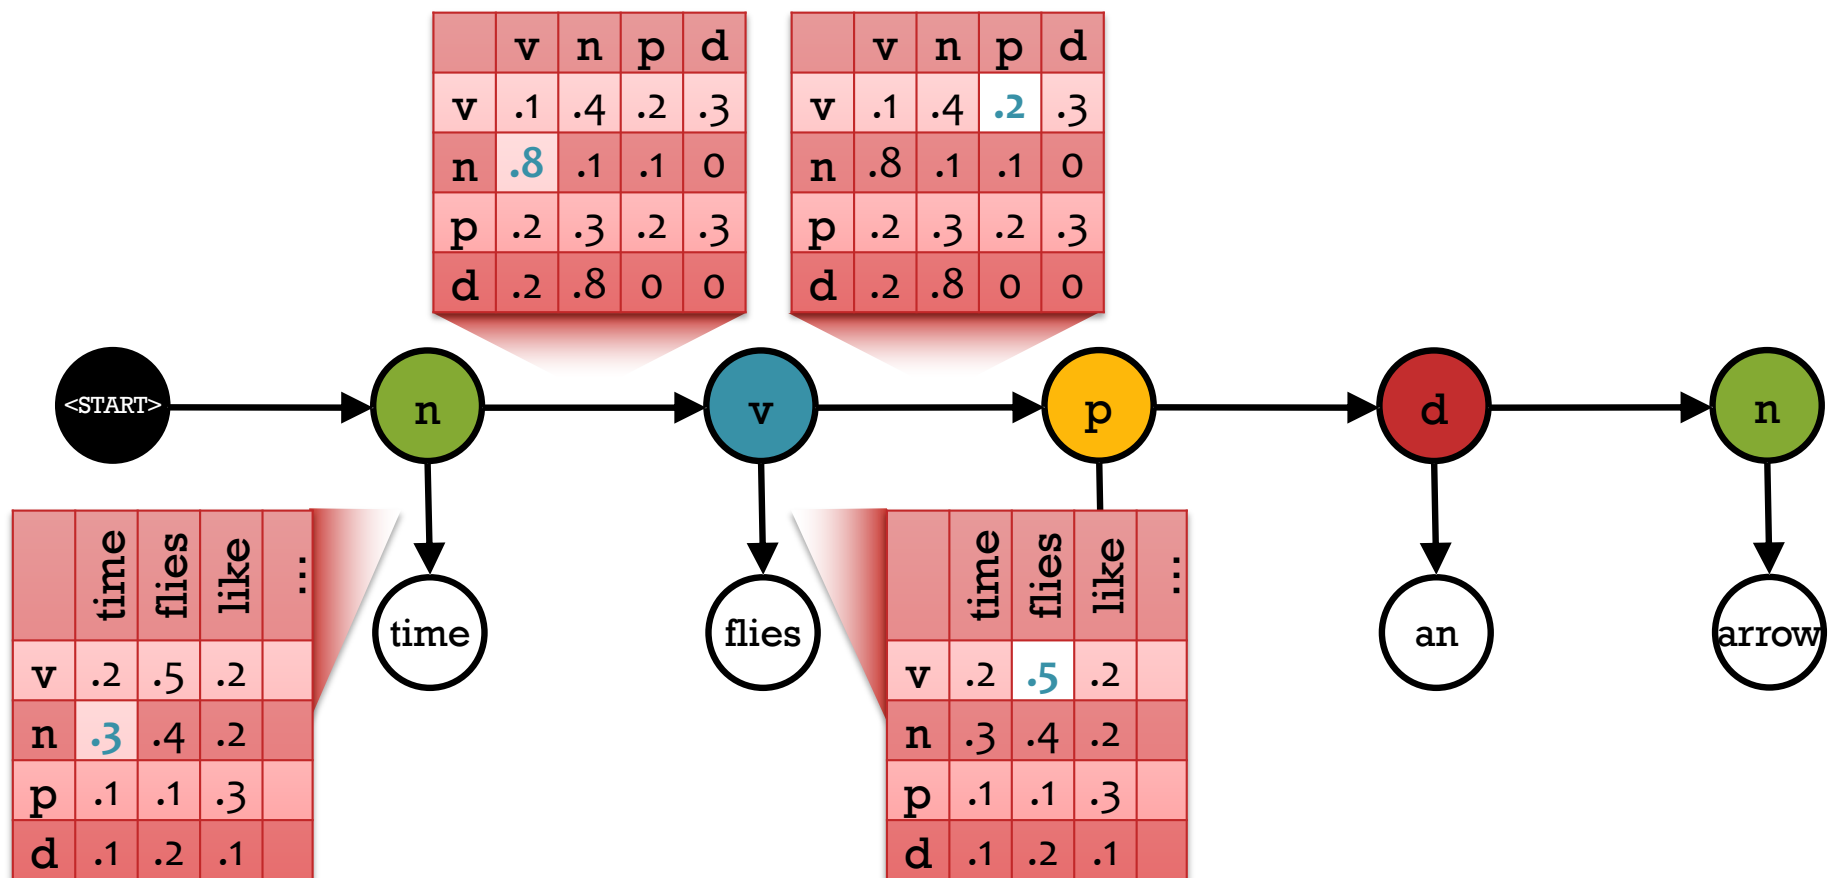 v n p d
v .1 .4 .2 .3
n .8 .1 .1 0
p .2 .3 .2 .3
d .2 .8 0 0
v n p d
v .1 .4 .2 .3
n .8 .1 .1 0
p .2 .3 .2 .3
d .2 .8 0 0
<START> n v p d n
time flies like ...
v .2 .5 .2
n .3 .4 .2
p .1 .1 .3
d .1 .2 .1
time flies
time flies like ...
v .2 .5 .2
n .3 .4 .2
p .1 .1 .3
d .1 .2 .1
an arrow